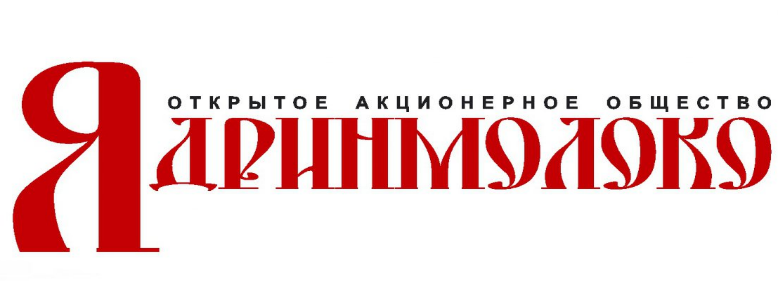 ОТКРЫТОЕ АКЦИОНЕРНОЕ ОБЩЕСТВО
ЯДРИНМОЛОКО